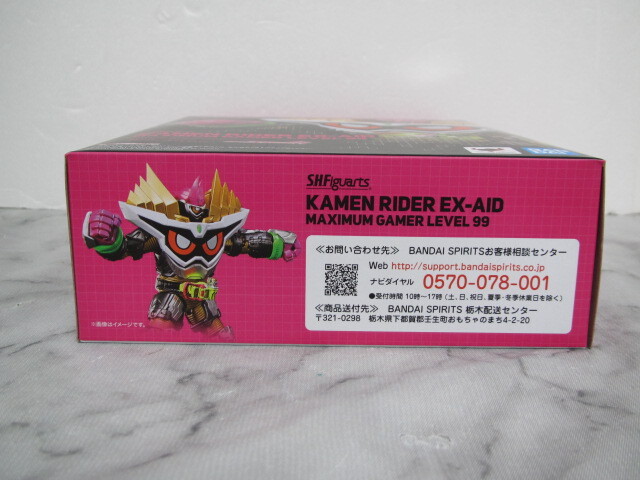 S.H.Figuarts
KAMEN RIDER EX-AID
MAXIMUM GAMER LEVEL 99
≪お問い合わせ先≫ BANDAI SPIRITSお客様相談センター
Web http://support.bandaispirits.co.jp
ナビダイヤル 0570-078-001
●受付時間 10時~17時 (土、日、祝日、夏季・冬季休業日を除く)
≪商品送付先≫ BANDAI SPIRITS 栃木配送センター
〒321-0298 栃木県下都賀郡壬生町おもちゃのまち4-2-20
※画像はイメージです。